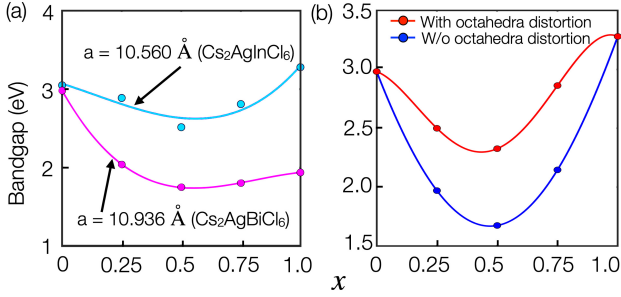 (a)
4
3
2
1
Bandgap (eV)
a = 10.560 Å (Cs2AgInCl6)
a = 10.936 Å (Cs2AgBiCl6)
0 0.25 0.5 0.75 1.0
(b)
3.5
3.0
2.5
2.0
1.5
With octahedra distortion
W/o octahedra distortion
0 0.25 0.5 0.75 1.0
x